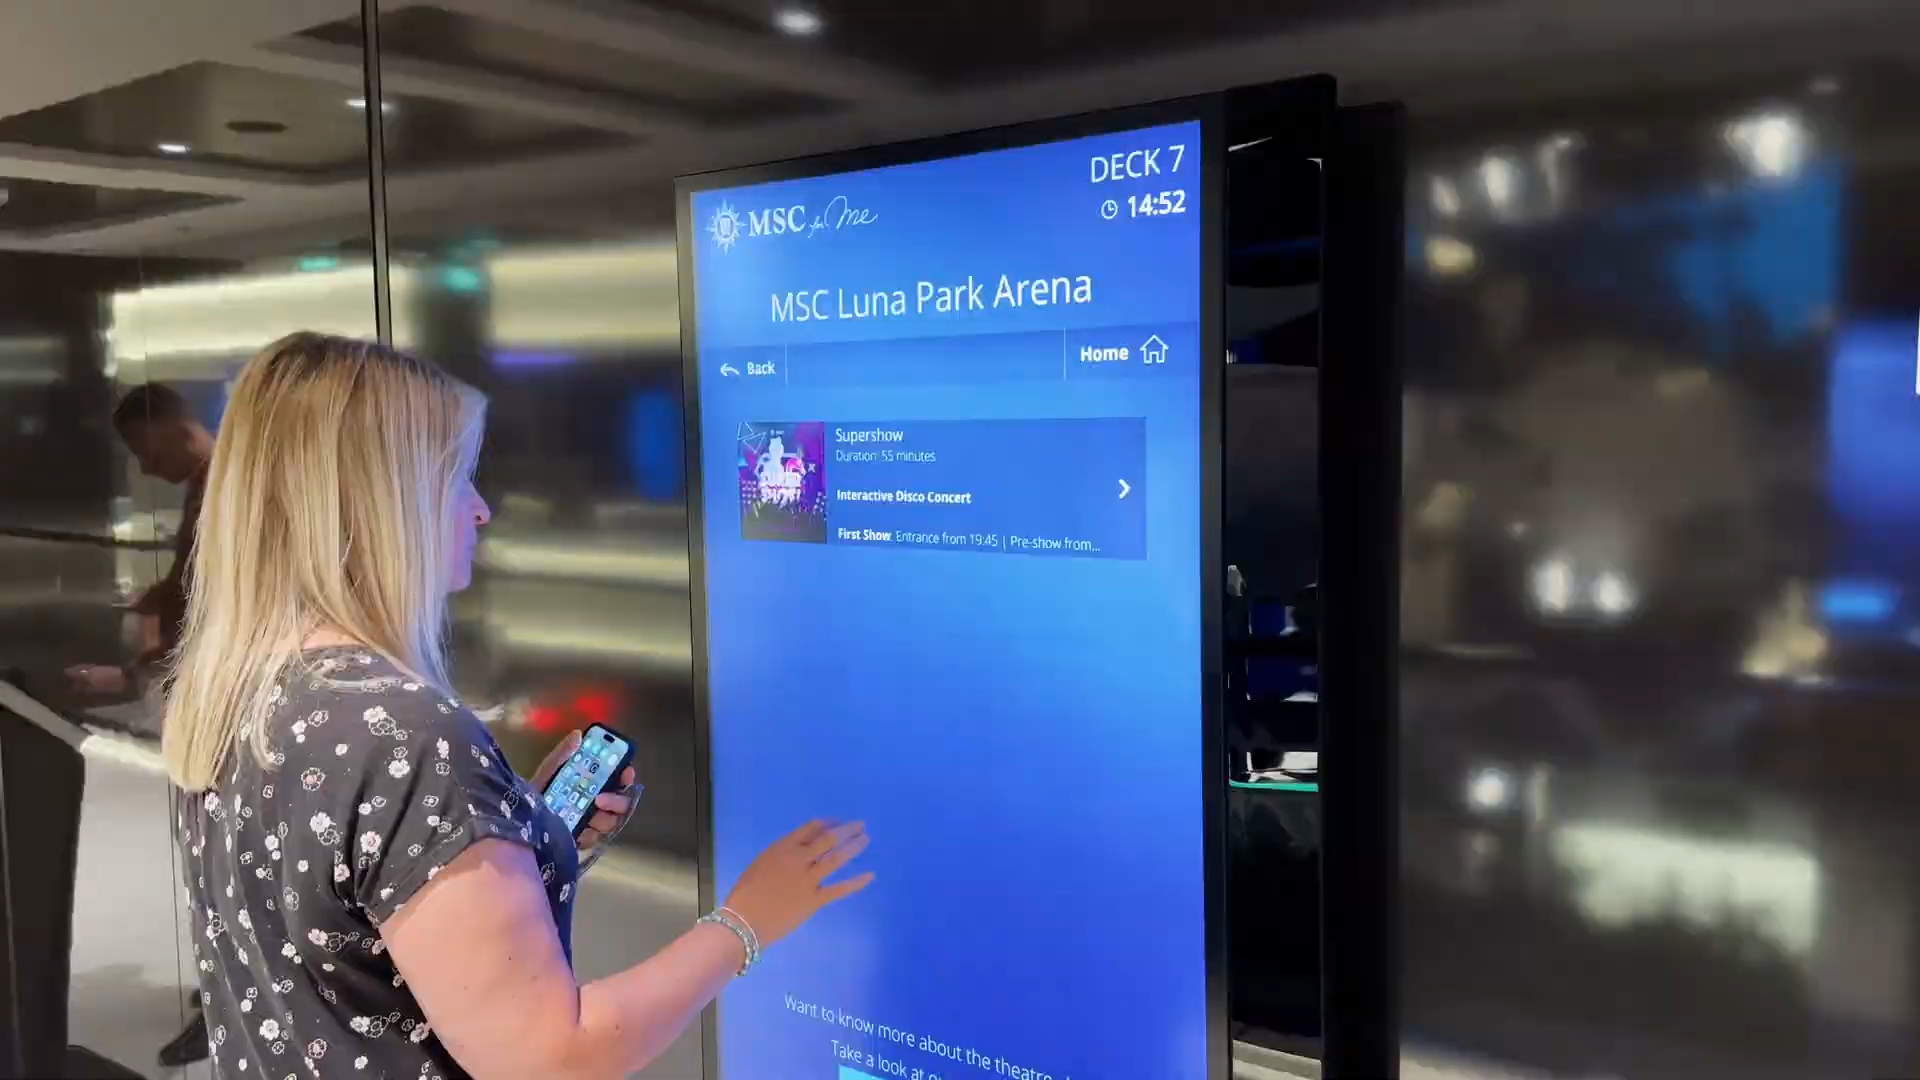 DECK 7
14:52
MSC for Me
MSC Luna Park Arena
Back
Home
Supershow
Duration: 55 minutes
Interactive Disco Concert
First Show: Entrance from 19:45 | Pre-show from...
Want to know more about the theatre
Take a look at